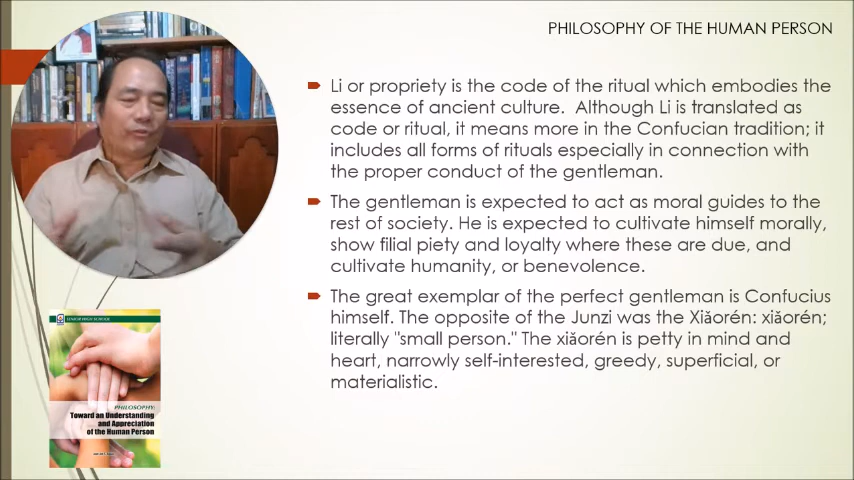 PHILOSOPHY OF THE HUMAN PERSON
Li or propriety is the code of the ritual which embodies the
essence of ancient culture.  Although Li is translated as
code or ritual, it means more in the Confucian tradition; it
includes all forms of rituals especially in connection with
the proper conduct of the gentleman.
The gentleman is expected to act as moral guides to the
rest of society. He is expected to cultivate himself morally,
show filial piety and loyalty where these are due, and
cultivate humanity, or benevolence.
The great exemplar of the perfect gentleman is Confucius
himself. The opposite of the Junzi was the Xiǎorén: xiǎorén;
literally "small person." The xiǎorén is petty in mind and
heart, narrowly self-interested, greedy, superficial, or
materialistic.
SENIOR HIGH SCHOOL
PHILOSOPHY:
Toward an Understanding
and Appreciation
of the Human Person